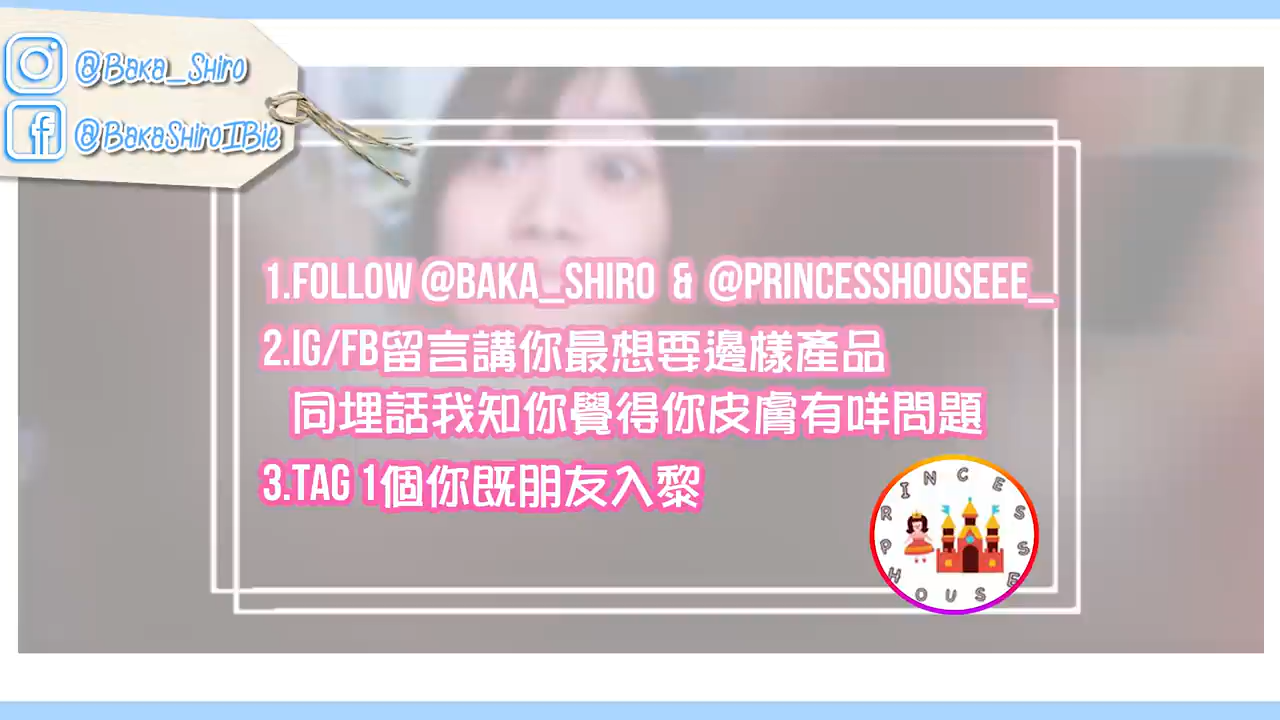 @Baka_Shiro
@BakaShiroIBie
1.FOLLOW @BAKA_SHIRO & @PRINCESSHOUSEEE_
2.IG/FB留言講你最想要邊樣產品
同埋話我知你覺得你皮膚有咩問題
3.TAG 1個你既朋友入黎
PRINCESS HOUSE